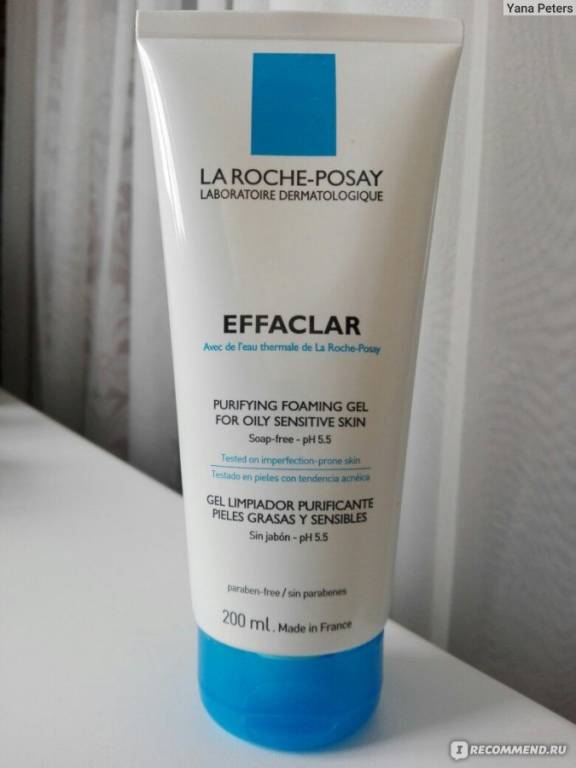 Yana Peters
LA ROCHE-POSAY
LABORATOIRE DERMATOLOGIQUE
EFFACLAR
Avec de l'eau thermale de La Roche-Posay
PURIFYING FOAMING GEL
FOR OILY SENSITIVE SKIN
Soap-free - pH 5.5
Tested on imperfection-prone skin
Testado en pieles con tendencia acnéica
GEL LIMPIADOR PURIFICANTE
PIELES GRASAS Y SENSIBLES
Sin jabón - pH 5.5
paraben-free / sin parabenes
200 ml. Made in France
IRECOMMEND.RU